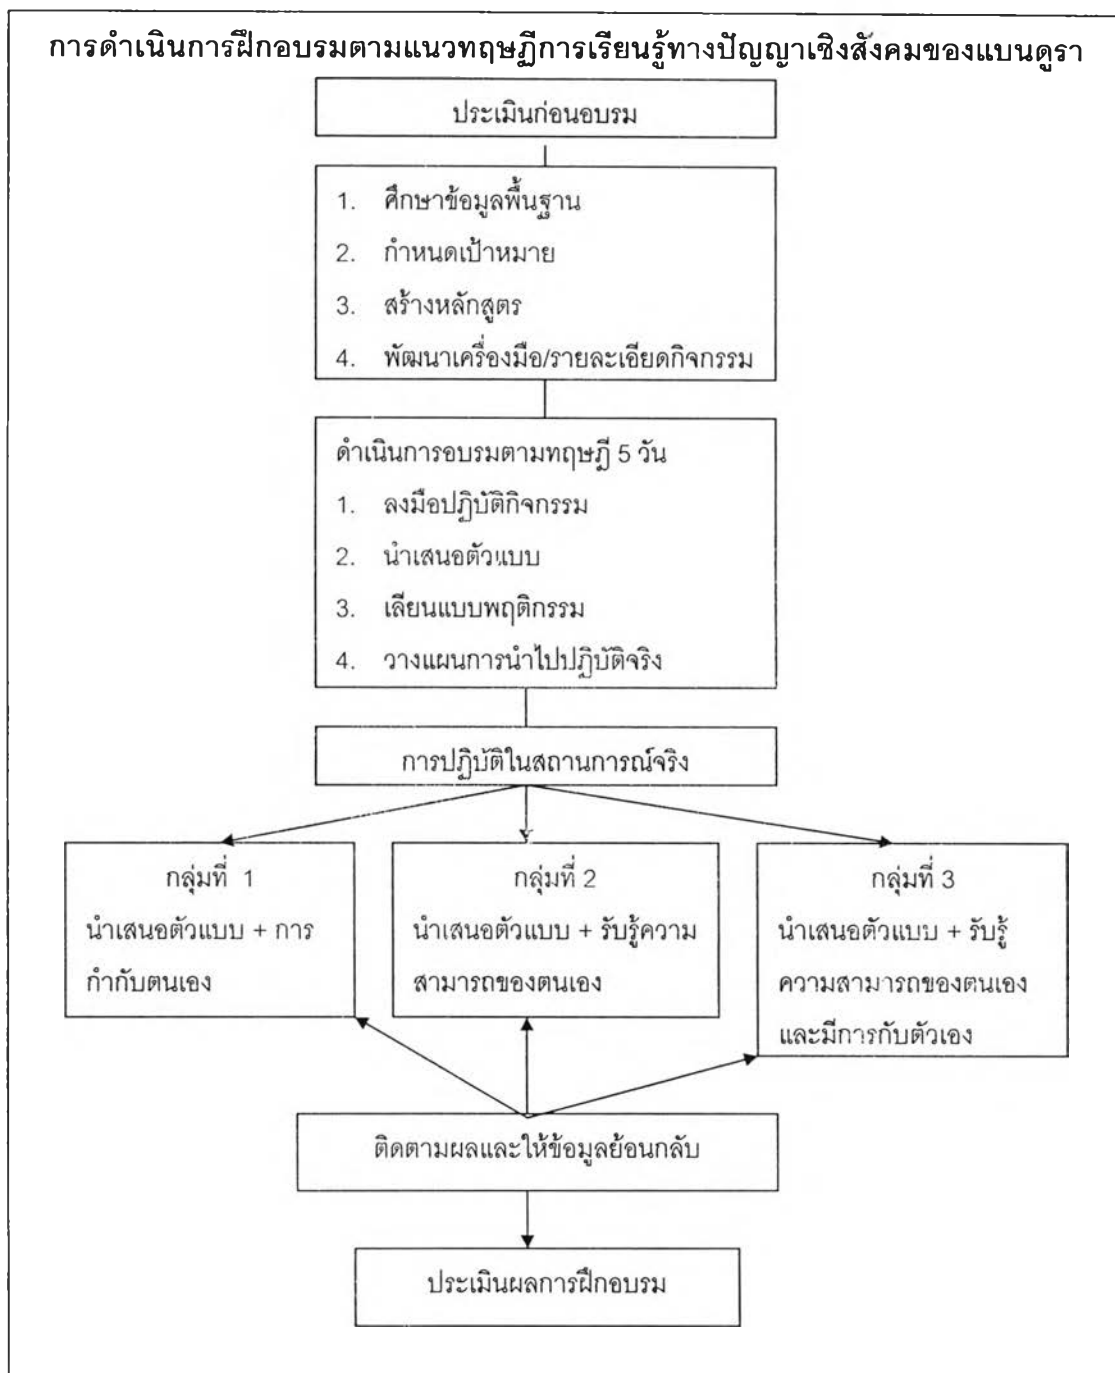 การดำเนินการฝึกอบรมตามแนวทฤษฎีการเรียนรู้ทางปัญญาเชิงสังคมของแบนดูรา
ประเมินก่อนอบรม
1. ศึกษาข้อมูลพื้นฐาน
2. กำหนดเป้าหมาย
3. สร้างหลักสูตร
4. พัฒนาเครื่องมือ/รายละเอียดกิจกรรม
ดำเนินการอบรมตามทฤษฎี 5 วัน
1. ลงมือปฏิบัติกิจกรรม
2. นำเสนอตัวแบบ
3. เลียนแบบพฤติกรรม
4. วางแผนการนำไปปฏิบัติจริง
การปฏิบัติในสถานการณ์จริง
กลุ่มที่ 1
นำเสนอตัวแบบ + การ
กำกับตนเอง
กลุ่มที่ 2
นำเสนอตัวแบบ + รับรู้ความ
สามารถของตนเอง
กลุ่มที่ 3
นำเสนอตัวแบบ + รับรู้
ความสามารถของตนเอง
และมีการกับตัวเอง
ติดตามผลและให้ข้อมูลย้อนกลับ
ประเมินผลการฝึกอบรม